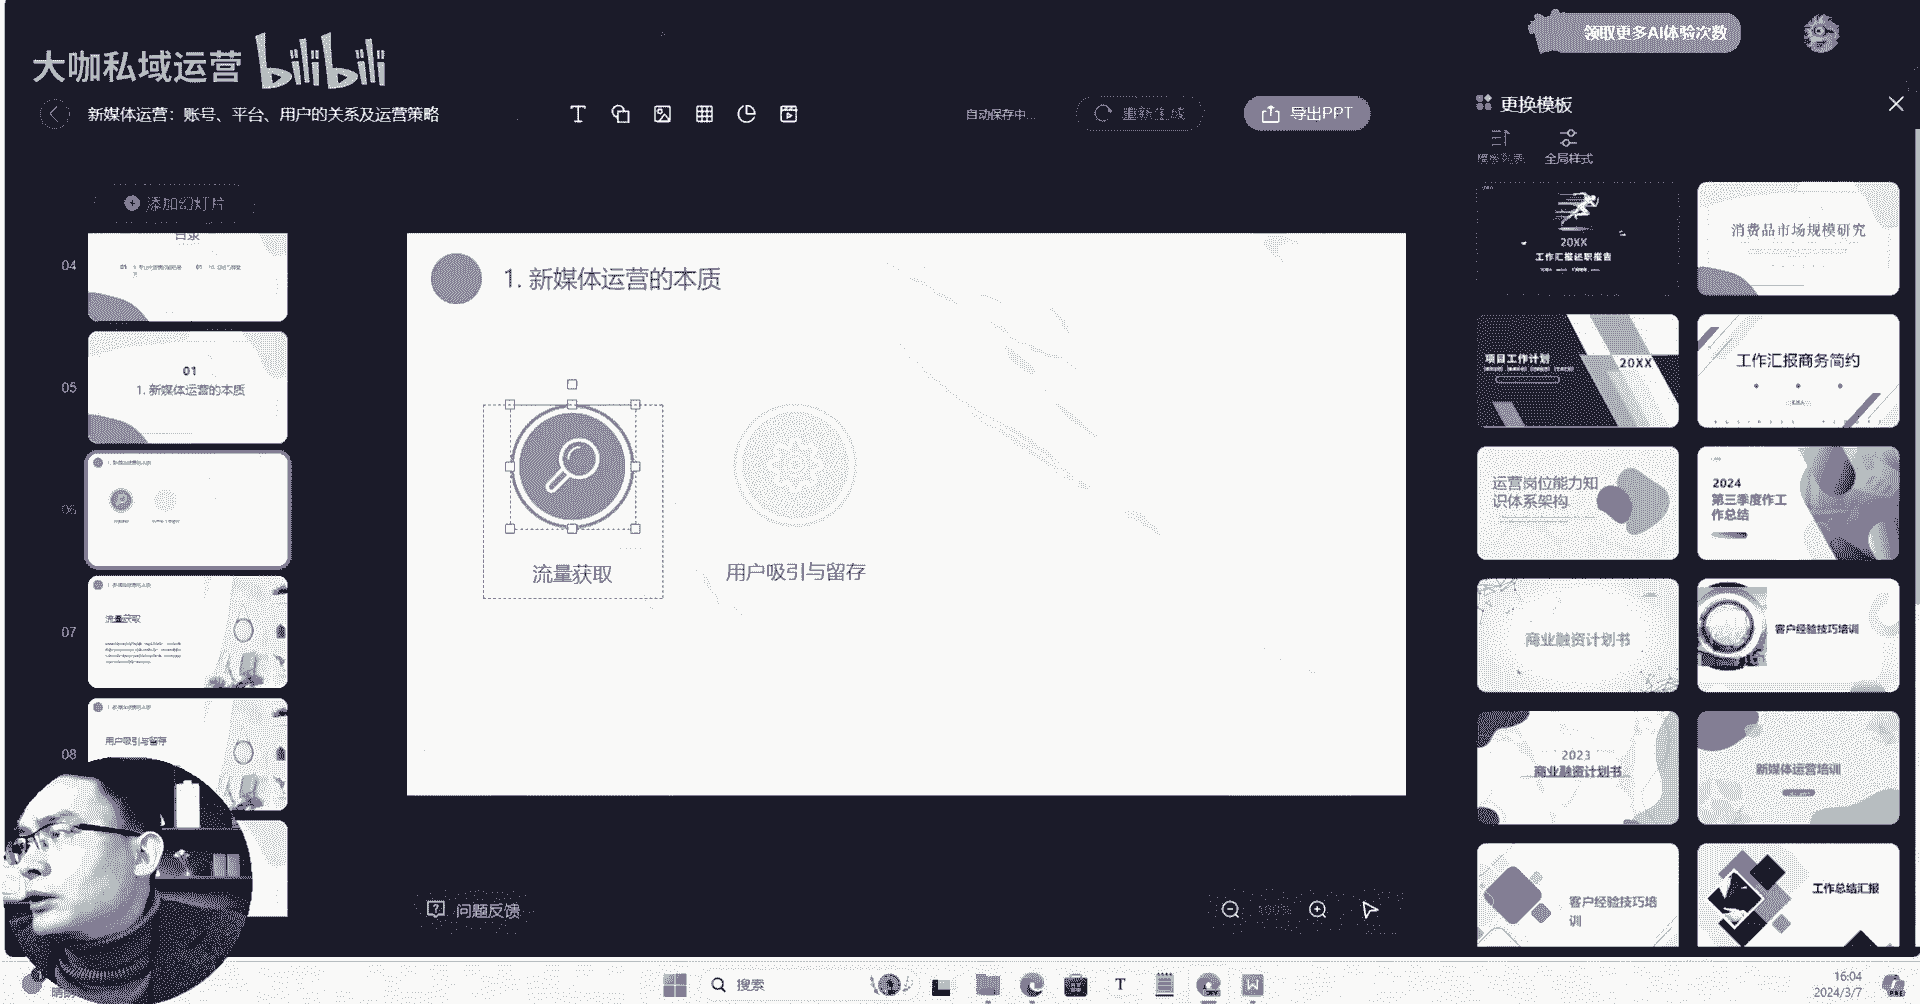 领取更多AI体验次数
大咖私域运营 bilibili
新媒体运营：账号、平台、用户的关系及运营策略
自动保存中...
重新生成
导出PPT
更换模板
模板列表
全局样式
添加幻灯片
04
目录
05
01
1. 新媒体运营的本质
06
07
流量获取
08
用户吸引与留存
1. 新媒体运营的本质
流量获取
用户吸引与留存
20XX
工作汇报述职报告
消费品市场规模研究
项目工作计划
20XX
工作汇报商务简约
运营岗位能力知
识体系架构
2024
第三季度作工
作总结
商业融资计划书
客户经验技巧培训
2023
商业融资计划书
新媒体运营培训
客户经验技巧培
训
工作总结汇报
问题反馈
100%
搜索
16:04
2024/3/7